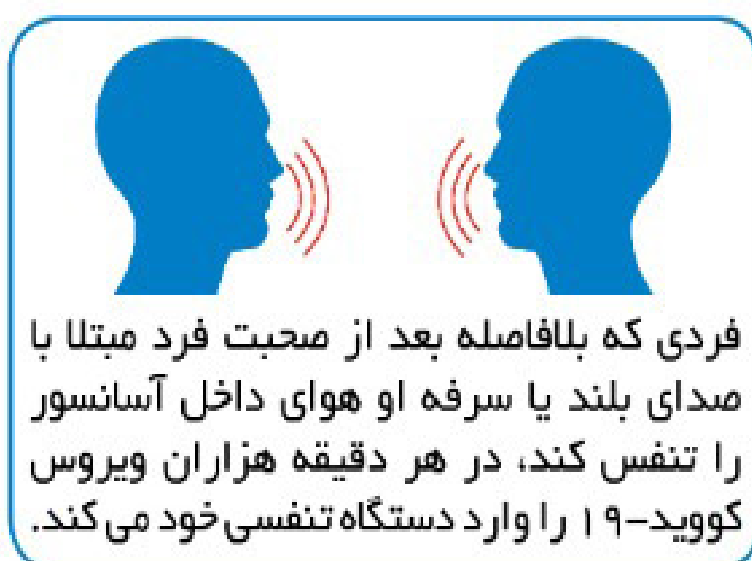 فردی که بلافاصله بعد از صحبت فرد مبتلا با
صدای بلند یا سرفه او هوای داخل آسانسور
را تنفس کند، در هر دقیقه هزاران ویروس
کووید-۱۹ را وارد دستگاه تنفسی خود می کند.